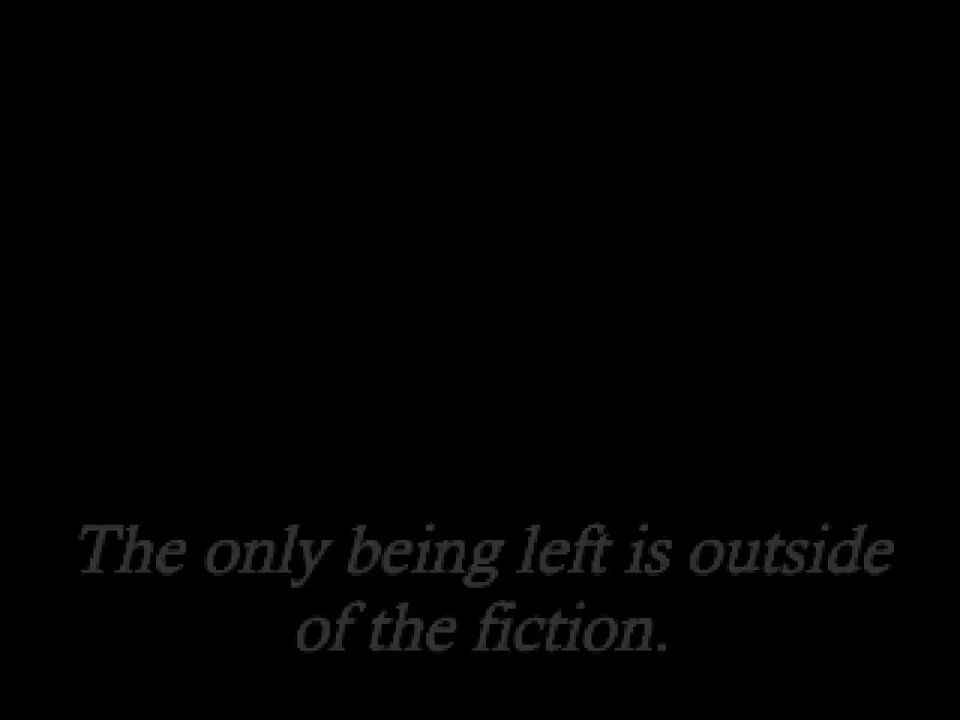 The only being left is outside
of the fiction.